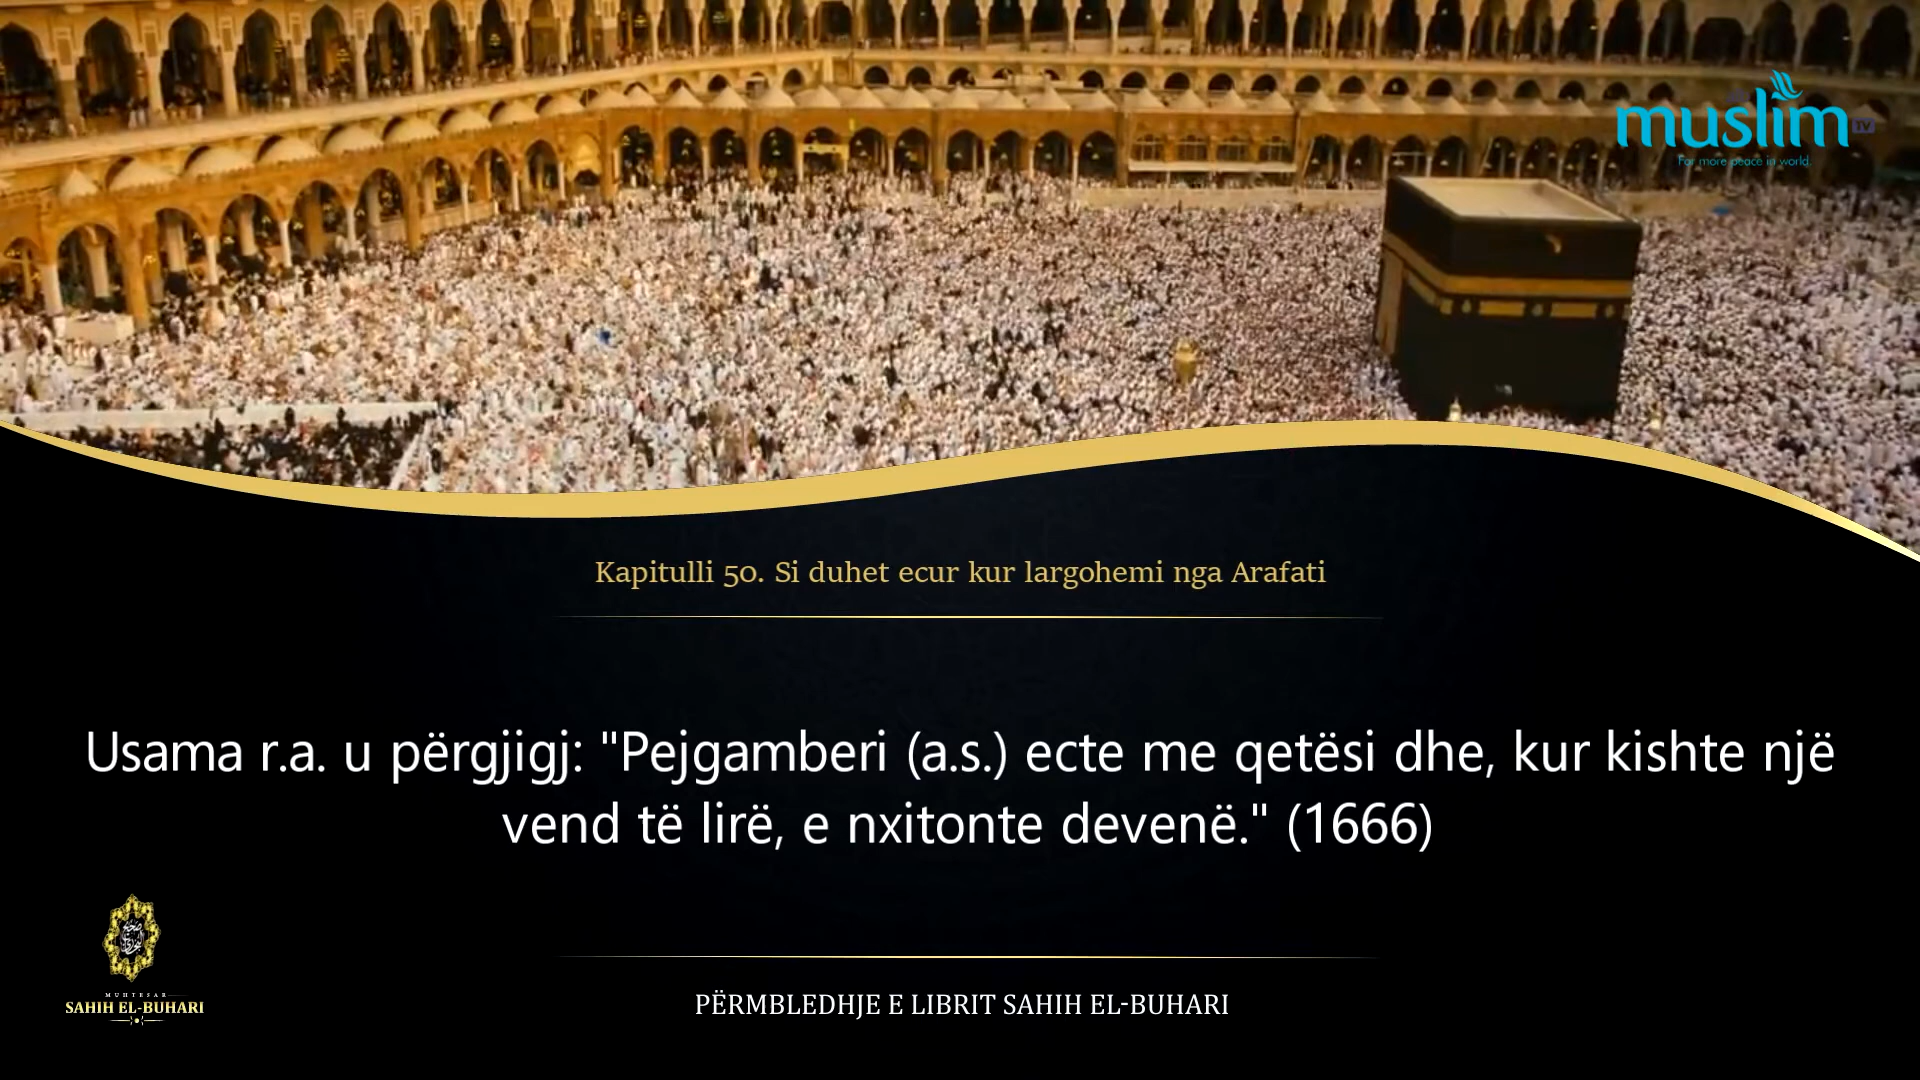 muslim TV
For more peace in world.
Kapitulli 50. Si duhet ecur kur largohemi nga Arafati
Usama r.a. u përgjigj: "Pejgamberi (a.s.) ecte me qetësi dhe, kur kishte një
vend të lirë, e nxitonte devenë." (1666)
MUHTESAR
SAHIH EL-BUHARI
PËRMBLEDHJE E LIBRIT SAHIH EL-BUHARI